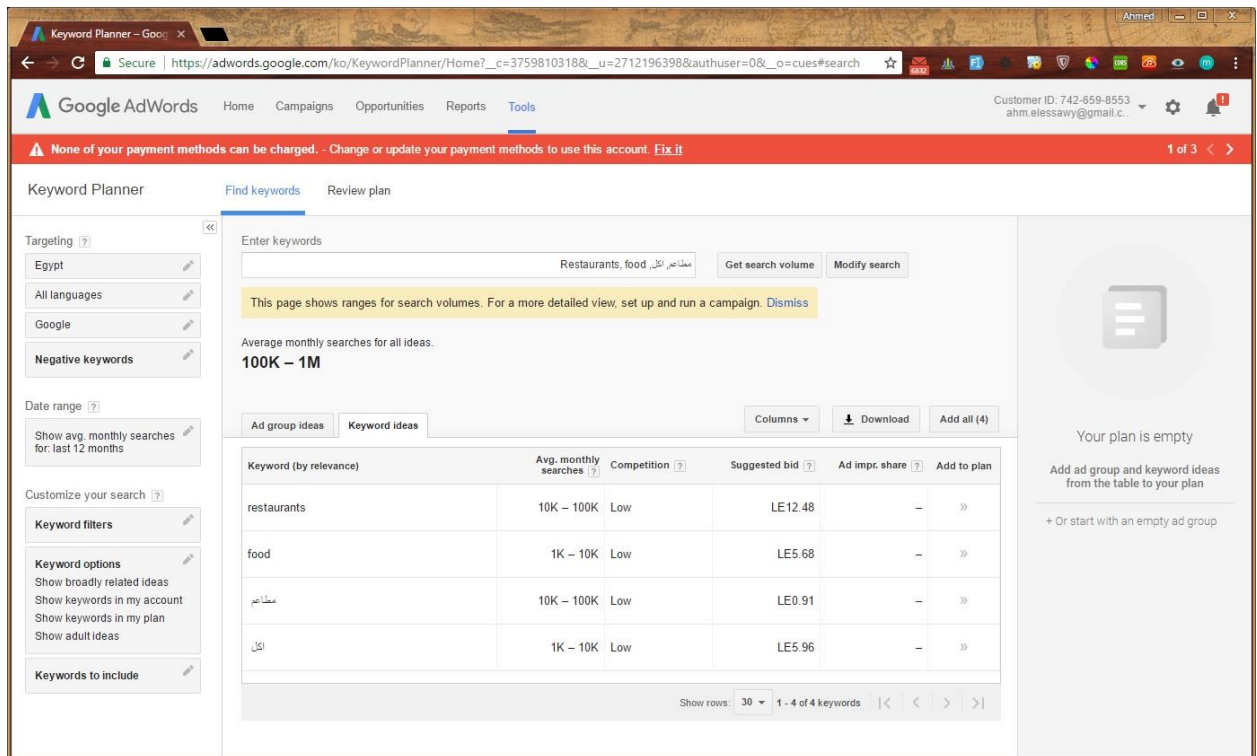 Ahmed
Keyword Planner – Goog
Secure | https://adwords.google.com/ko/KeywordPlanner/Home?__c=3759810318&__u=2712196398&authuser=0&__o=cues#search
6832
CORS
Google AdWords Home Campaigns Opportunities Reports Tools
Customer ID: 742-659-8553
ahm.elessawy@gmail.c...
None of your payment methods can be charged. - Change or update your payment methods to use this account. Fix it 1 of 3
Keyword Planner Find keywords Review plan
Targeting ?
Egypt
All languages
Google
Negative keywords
Date range ?
Show avg. monthly searches
for: last 12 months
Customize your search ?
Keyword filters
Keyword options
Show broadly related ideas
Show keywords in my account
Show keywords in my plan
Show adult ideas
Keywords to include
Enter keywords
Restaurants, food, مطاعم, اكل Get search volume Modify search
This page shows ranges for search volumes. For a more detailed view, set up and run a campaign. Dismiss
Average monthly searches for all ideas.
100K – 1M
Ad group ideas Keyword ideas Columns Download Add all (4)
Keyword (by relevance) Avg. monthly searches ? Competition ? Suggested bid ? Ad impr. share ? Add to plan
restaurants 10K – 100K Low LE12.48 – »
food 1K – 10K Low LE5.68 – »
مطاعم 10K – 100K Low LE0.91 – »
اكل 1K – 10K Low LE5.96 – »
Show rows: 30 1 - 4 of 4 keywords
Your plan is empty
Add ad group and keyword ideas
from the table to your plan
+ Or start with an empty ad group